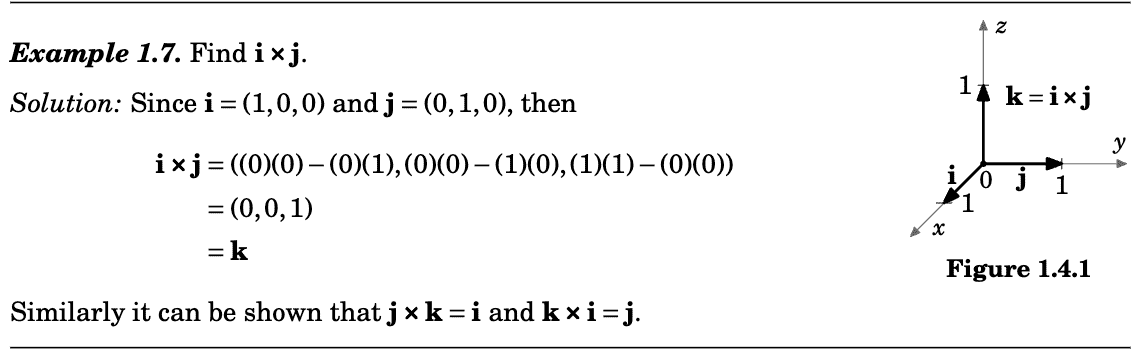 Example 1.7. Find i × j.
Solution: Since i = (1,0,0) and j = (0,1,0), then
i × j = ((0)(0) − (0)(1), (0)(0) − (1)(0), (1)(1) − (0)(0))
= (0,0,1)
= k
Similarly it can be shown that j × k = i and k × i = j.
z
1 k = i × j
y
i 0 j 1
1
x
Figure 1.4.1